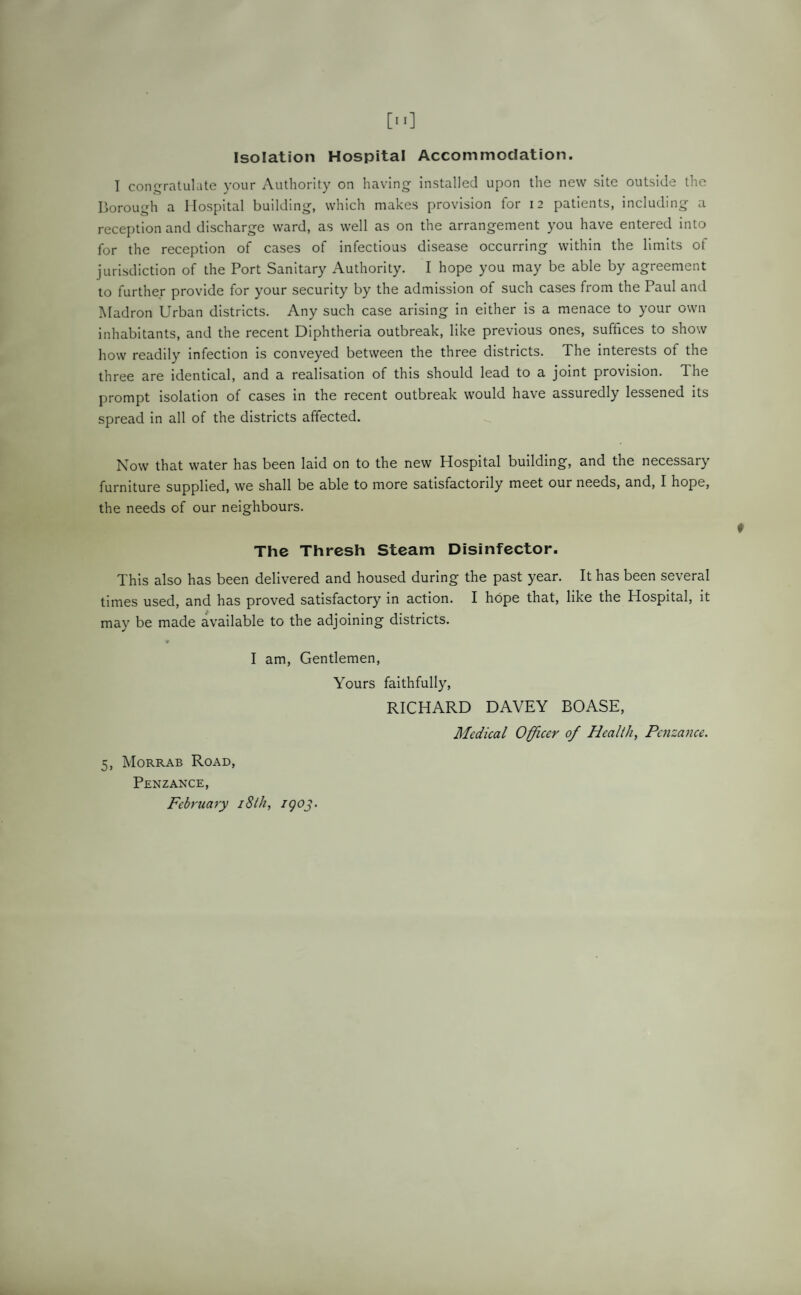 [11]
Isolation Hospital Accommodation.
I congratulate your Authority on having installed upon the new site outside the
Borough a Hospital building, which makes provision for 12 patients, including a
reception and discharge ward, as well as on the arrangement you have entered into
for the reception of cases of infectious disease occurring within the limits of
jurisdiction of the Port Sanitary Authority. I hope you may be able by agreement
to further provide for your security by the admission of such cases from the Paul and
Madron Urban districts. Any such case arising in either is a menace to your own
inhabitants, and the recent Diphtheria outbreak, like previous ones, suffices to show
how readily infection is conveyed between the three districts. The interests of the
three are identical, and a realisation of this should lead to a joint provision. The
prompt isolation of cases in the recent outbreak would have assuredly lessened its
spread in all of the districts affected.
Now that water has been laid on to the new Hospital building, and the necessary
furniture supplied, we shall be able to more satisfactorily meet our needs, and, I hope,
the needs of our neighbours.
The Thresh Steam Disinfector.
This also has been delivered and housed during the past year. It has been several
times used, and has proved satisfactory in action. I hope that, like the Hospital, it
may be made available to the adjoining districts.
I am, Gentlemen,
Yours faithfully,
RICHARD DAVEY BOASE,
Medical Officer of Health, Penzance.
5, Morrab Road,
Penzance,
February 18th, 1903.